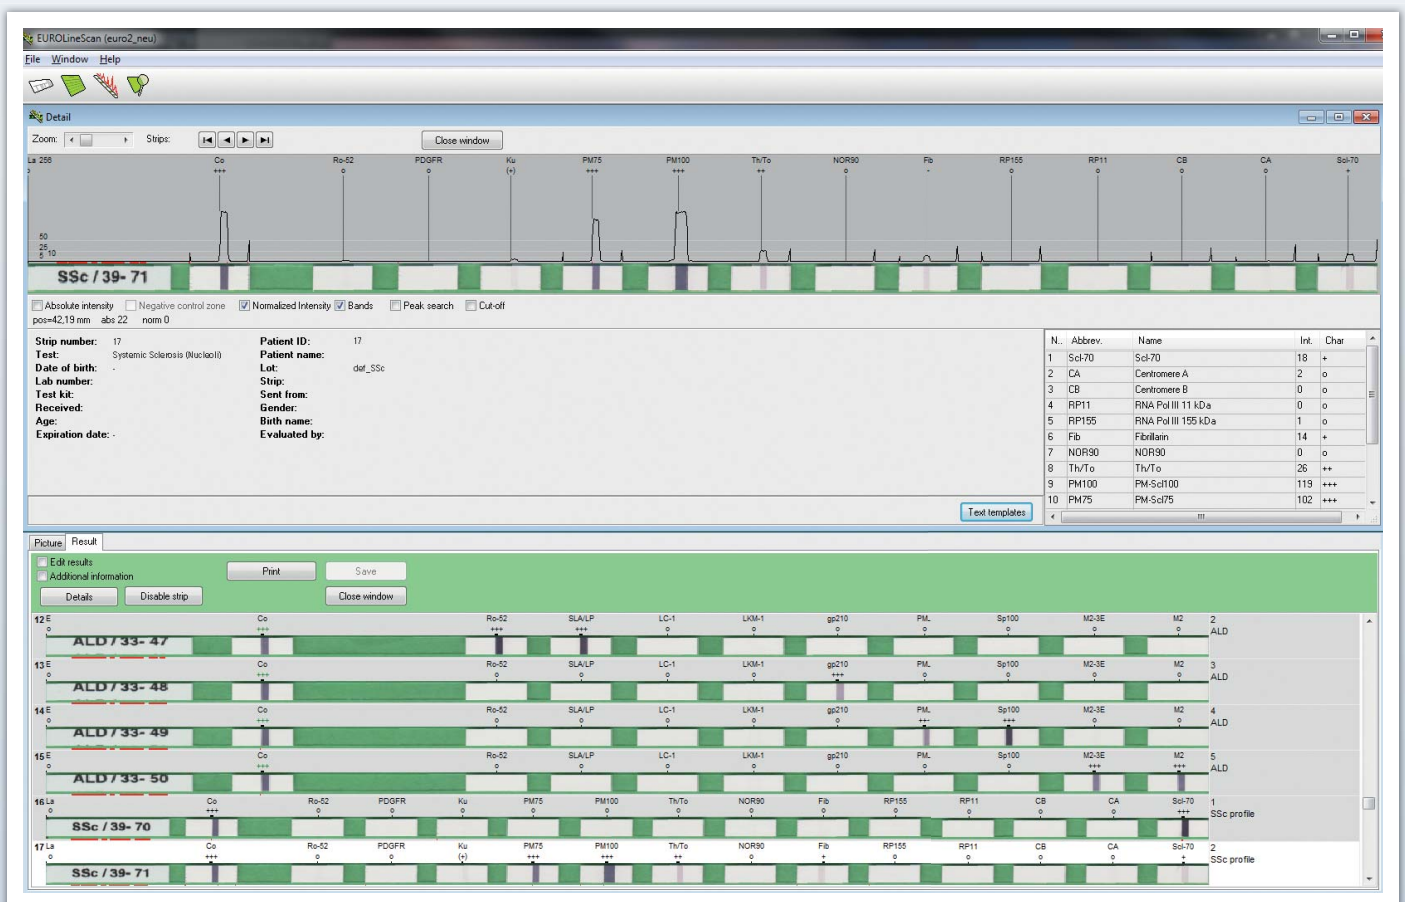 EUROLineScan (euro2_neu)
File Window Help
Detail
Zoom: Strips: Close window
La 256 Co Ro-52 PDGFR Ku PM75 PM100 Th/To NOR90 Fib RP155 RP11 CB CA Scl-70
+++ o o (+) +++ +++ ++ o - o o o o +
50
25
5 10
SSc / 39- 71
Absolute intensity Negative control zone Normalized Intensity Bands Peak search Cut-off
pos=42,19 mm abs 22 norm 0
Strip number: 17 Patient ID: 17
Test: Systemic Sclerosis (Nucleoli) Patient name:
Date of birth: - Lot: def_SSc
Lab number: Strip:
Test kit: Sent from:
Received: Gender:
Age: Birth name:
Expiration date: - Evaluated by:
N.. Abbrev. Name Int. Char
1 Scl-70 Scl-70 18 +
2 CA Centromere A 2 o
3 CB Centromere B 0 o
4 RP11 RNA Pol III 11 kDa 0 o
5 RP155 RNA Pol III 155 kDa 1 o
6 Fib Fibrillarin 14 +
7 NOR90 NOR90 0 o
8 Th/To Th/To 26 ++
9 PM100 PM-Scl100 119 +++
10 PM75 PM-Scl75 102 +++
Text templates
Picture Result
Edit results
Additional information
Print Save
Details Disable strip Close window
12 E Co Ro-52 SLA/LP LC-1 LKM-1 gp210 PML Sp100 M2-3E M2 2
o +++ +++ +++ o o o o o o o ALD
ALD / 33- 47
13 E Co Ro-52 SLA/LP LC-1 LKM-1 gp210 PML Sp100 M2-3E M2 3
o +++ o o o o +++ o o o o ALD
ALD / 33- 48
14 E Co Ro-52 SLA/LP LC-1 LKM-1 gp210 PML Sp100 M2-3E M2 4
o +++ o o o o o +++ +++ o o ALD
ALD / 33- 49
15 E Co Ro-52 SLA/LP LC-1 LKM-1 gp210 PML Sp100 M2-3E M2 5
o +++ o o o o o o o +++ +++ ALD
ALD / 33- 50
16 La Co Ro-52 PDGFR Ku PM75 PM100 Th/To NOR90 Fib RP155 RP11 CB CA Scl-70 1
o +++ o o o o o o o o o o o o +++ SSc profile
SSc / 39- 70
17 La Co Ro-52 PDGFR Ku PM75 PM100 Th/To NOR90 Fib RP155 RP11 CB CA Scl-70 2
o +++ o o (+) +++ +++ ++ o + o o o o + SSc profile
SSc / 39- 71